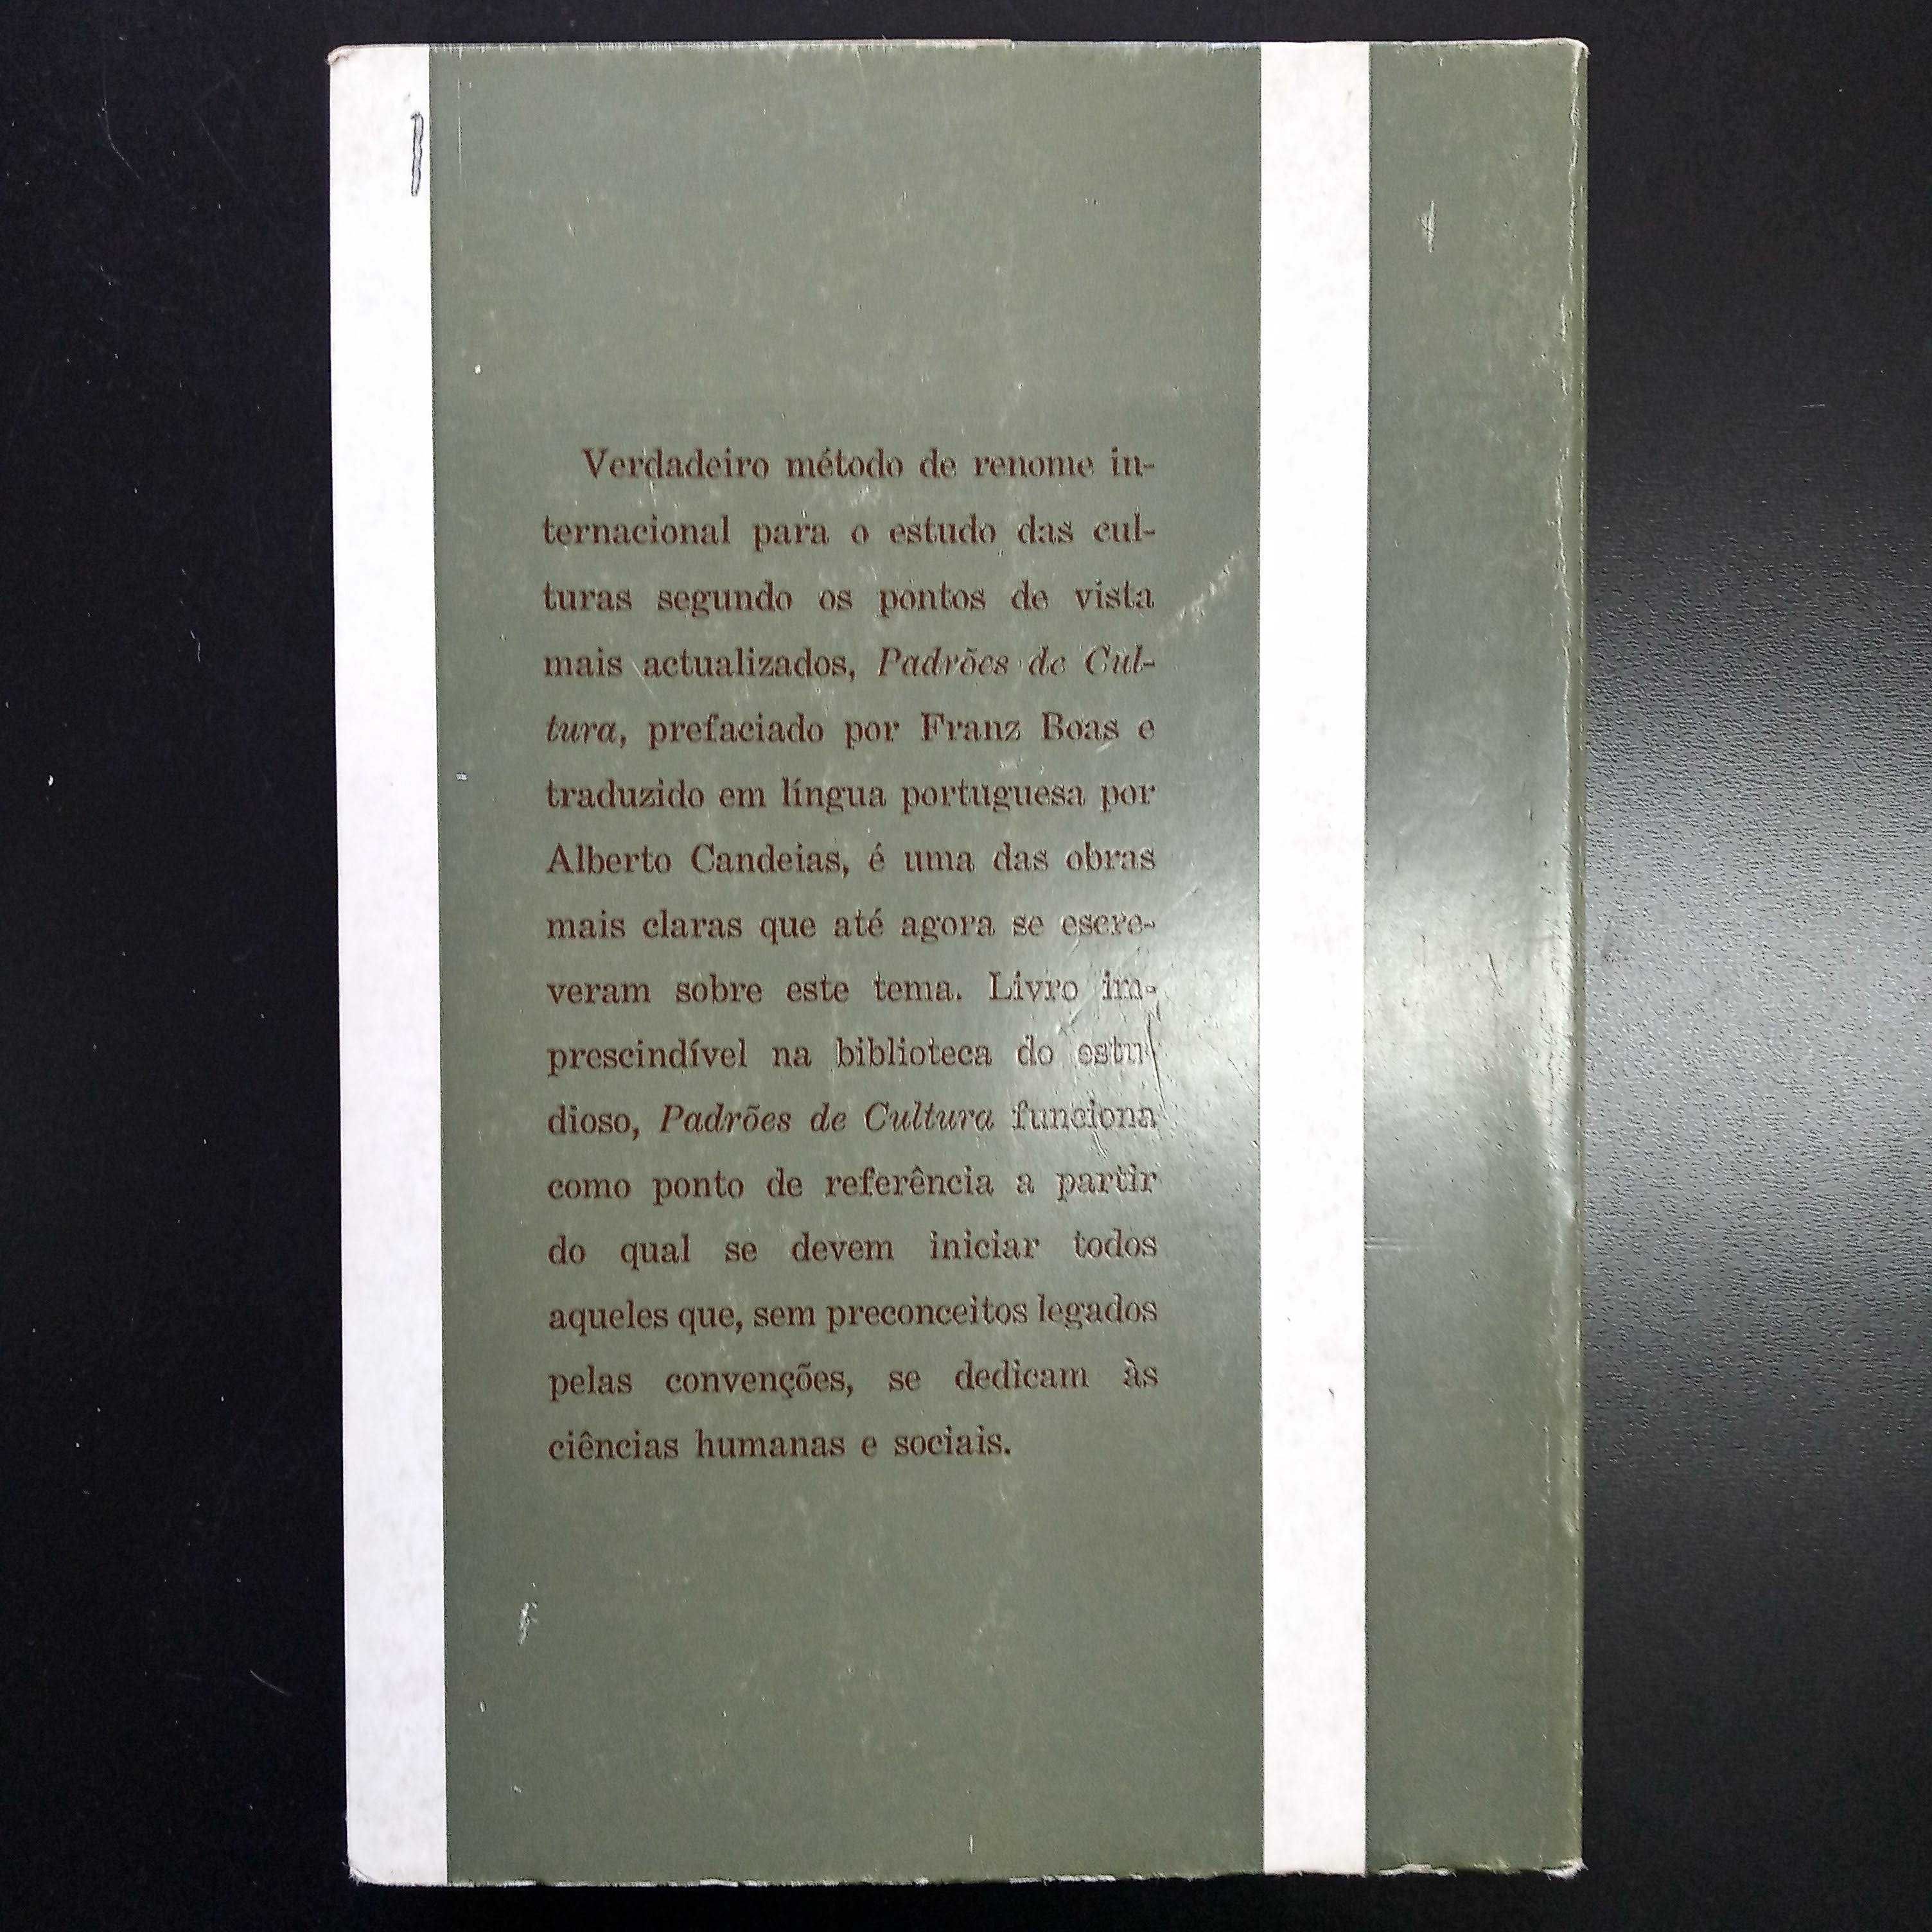 Verdadeiro método de renome in-
ternacional para o estudo das cul-
turas segundo os pontos de vista
mais actualizados, Padrões de Cul-
tura, prefaciado por Franz Boas e
traduzido em língua portuguesa por
Alberto Candeias, é uma das obras
mais claras que até agora se escre-
veram sobre este tema. Livro im-
prescindível na biblioteca do estu-
dioso, Padrões de Cultura funciona
como ponto de referência a partir
do qual se devem iniciar todos
aqueles que, sem preconceitos legados
pelas convenções, se dedicam às
ciências humanas e sociais.